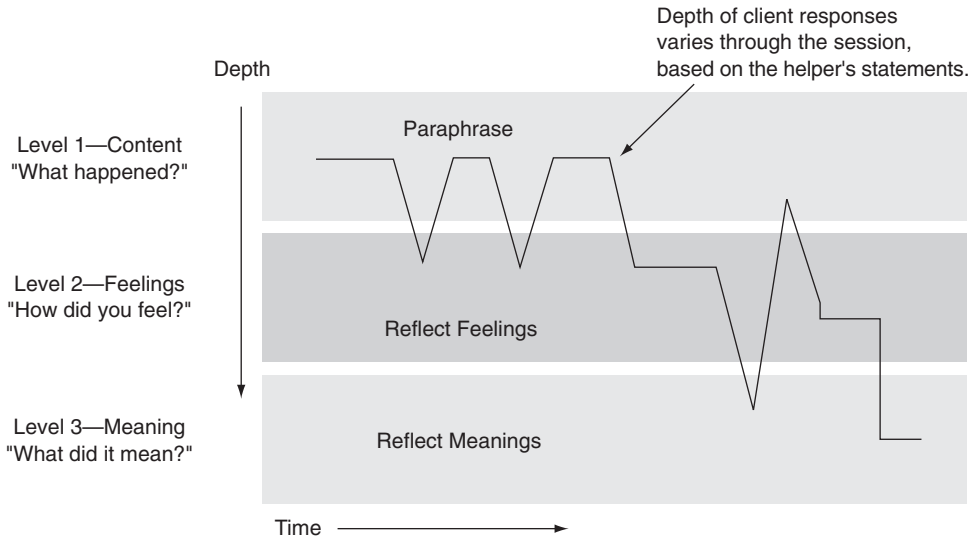 Depth of client responses
varies through the session,
based on the helper's statements.
Depth
Level 1—Content
"What happened?"
Paraphrase
Level 2—Feelings
"How did you feel?"
Reflect Feelings
Level 3—Meaning
"What did it mean?"
Reflect Meanings
Time